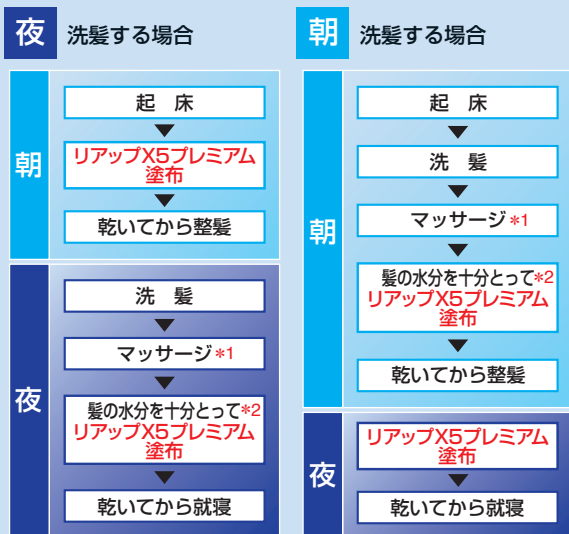 夜 洗髪する場合
朝
起 床
リアップX5プレミアム
塗布
乾いてから整髪
夜
洗 髪
マッサージ*1
髪の水分を十分とって*2
リアップX5プレミアム
塗布
乾いてから就寝
朝 洗髪する場合
朝
起 床
洗 髪
マッサージ*1
髪の水分を十分とって*2
リアップX5プレミアム
塗布
乾いてから整髪
夜
リアップX5プレミアム
塗布
乾いてから就寝